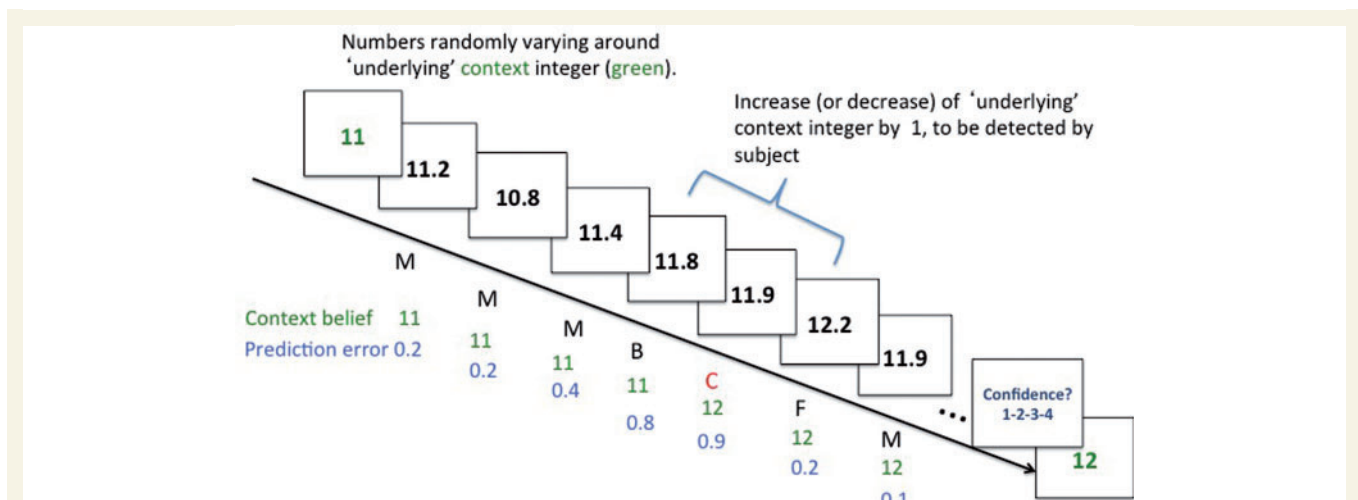 Numbers randomly varying around
‘underlying’ context integer (green).
Increase (or decrease) of ‘underlying’
context integer by 1, to be detected by
subject
11
11.2
10.8
11.4
11.8
11.9
12.2
11.9
Confidence?
1-2-3-4
12
M
M
M
B
C
F
M
Context belief 11
11
11
11
12
12
12
Prediction error 0.2
0.2
0.4
0.8
0.9
0.2
0.1